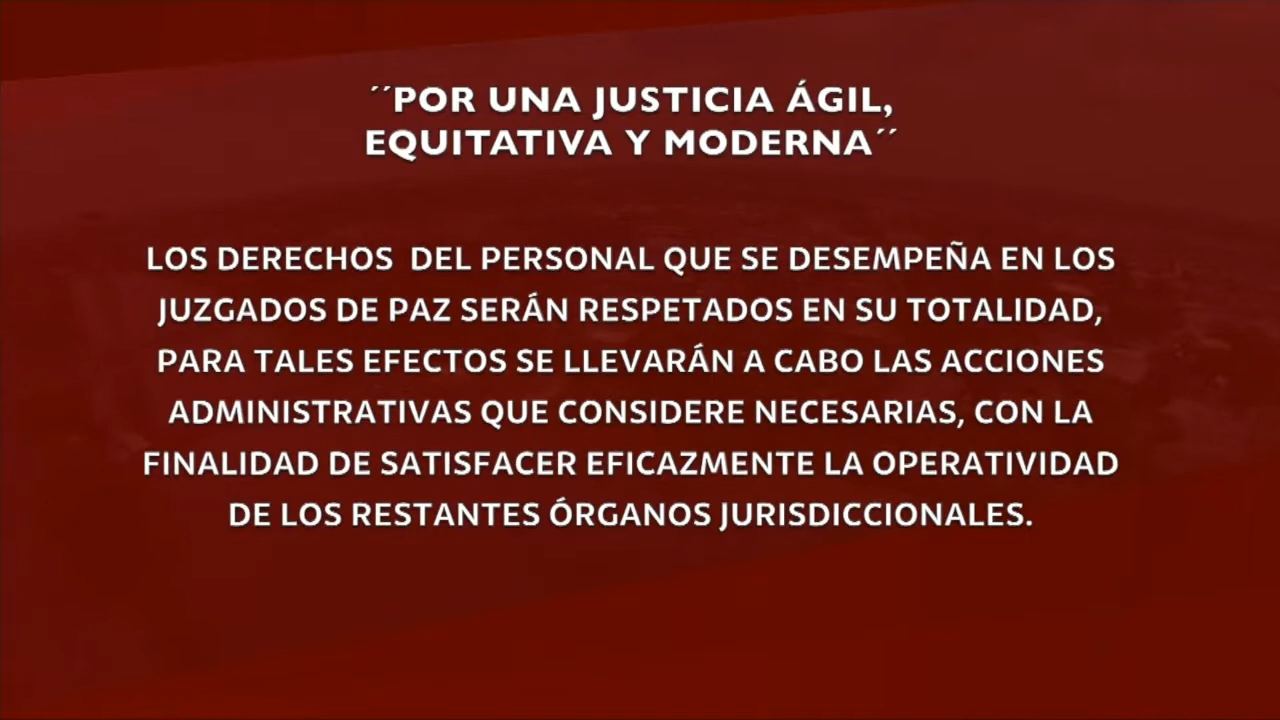 ´´POR UNA JUSTICIA ÁGIL,
EQUITATIVA Y MODERNA´´
LOS DERECHOS  DEL PERSONAL QUE SE DESEMPEÑA EN LOS
JUZGADOS DE PAZ SERÁN RESPETADOS EN SU TOTALIDAD,
PARA TALES EFECTOS SE LLEVARÁN A CABO LAS ACCIONES
ADMINISTRATIVAS QUE CONSIDERE NECESARIAS, CON LA
FINALIDAD DE SATISFACER EFICAZMENTE LA OPERATIVIDAD
DE LOS RESTANTES ÓRGANOS JURISDICCIONALES.